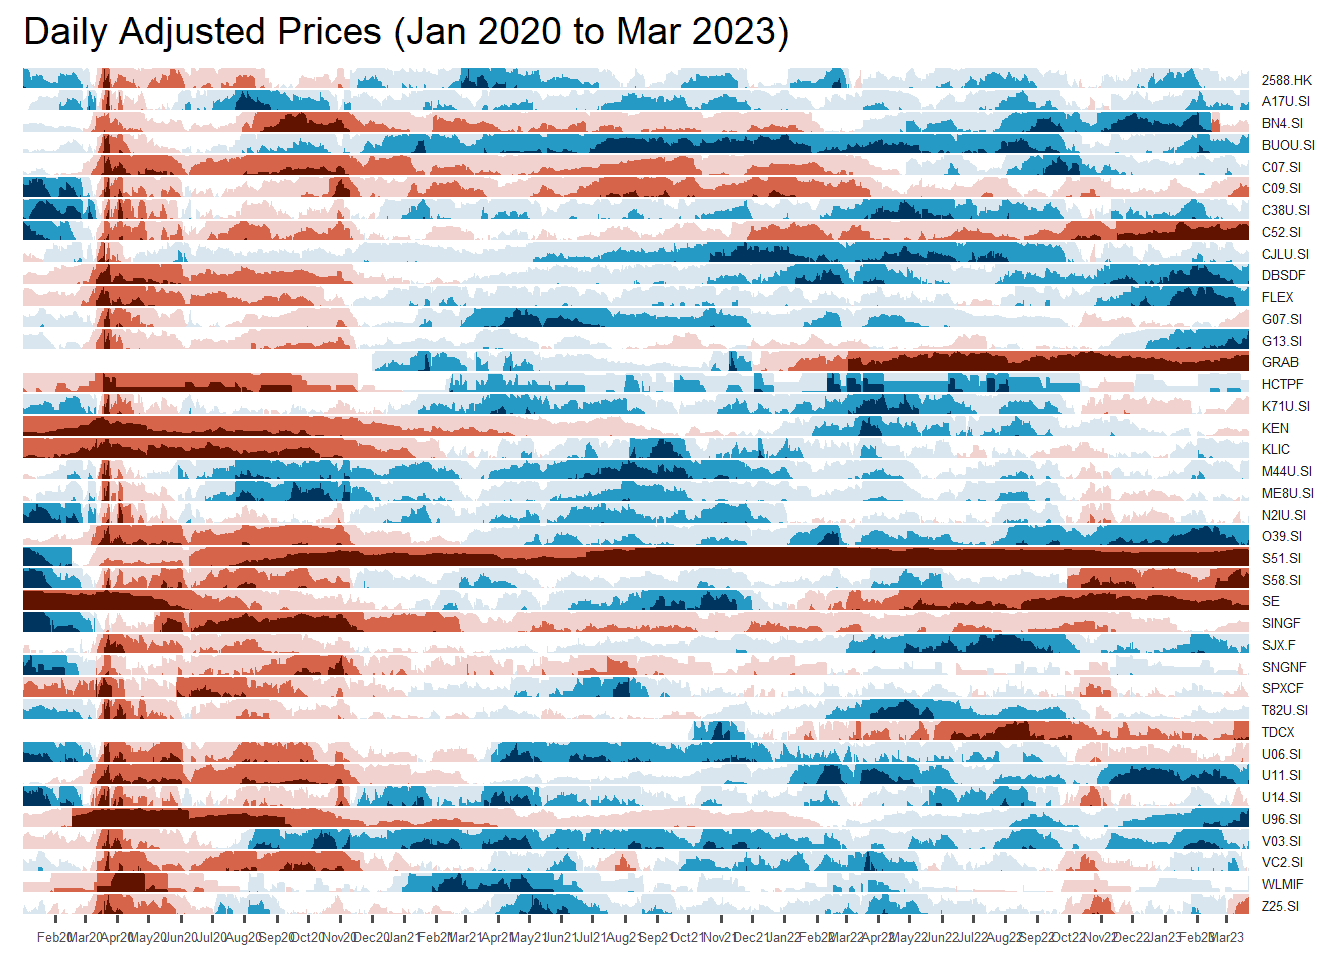 Daily Adjusted Prices (Jan 2020 to Mar 2023)
2588.HK
A17U.SI
BN4.SI
BUOU.SI
C07.SI
C09.SI
C38U.SI
C52.SI
CJLU.SI
DBSDF
FLEX
G07.SI
G13.SI
GRAB
HCTPF
K71U.SI
KEN
KLIC
M44U.SI
ME8U.SI
N2IU.SI
O39.SI
S51.SI
S58.SI
SE
SINGF
SJX.F
SNGNF
SPXCF
T82U.SI
TDCX
U06.SI
U11.SI
U14.SI
U96.SI
V03.SI
VC2.SI
WLMIF
Z25.SI
Feb20 Mar20 Apr20 May20 Jun20 Jul20 Aug20 Sep20 Oct20 Nov20 Dec20 Jan21 Feb21 Mar21 Apr21 May21 Jun21 Jul21 Aug21 Sep21 Oct21 Nov21 Dec21 Jan22 Feb22 Mar22 Apr22 May22 Jun22 Jul22 Aug22 Sep22 Oct22 Nov22 Dec22 Jan23 Feb23 Mar23